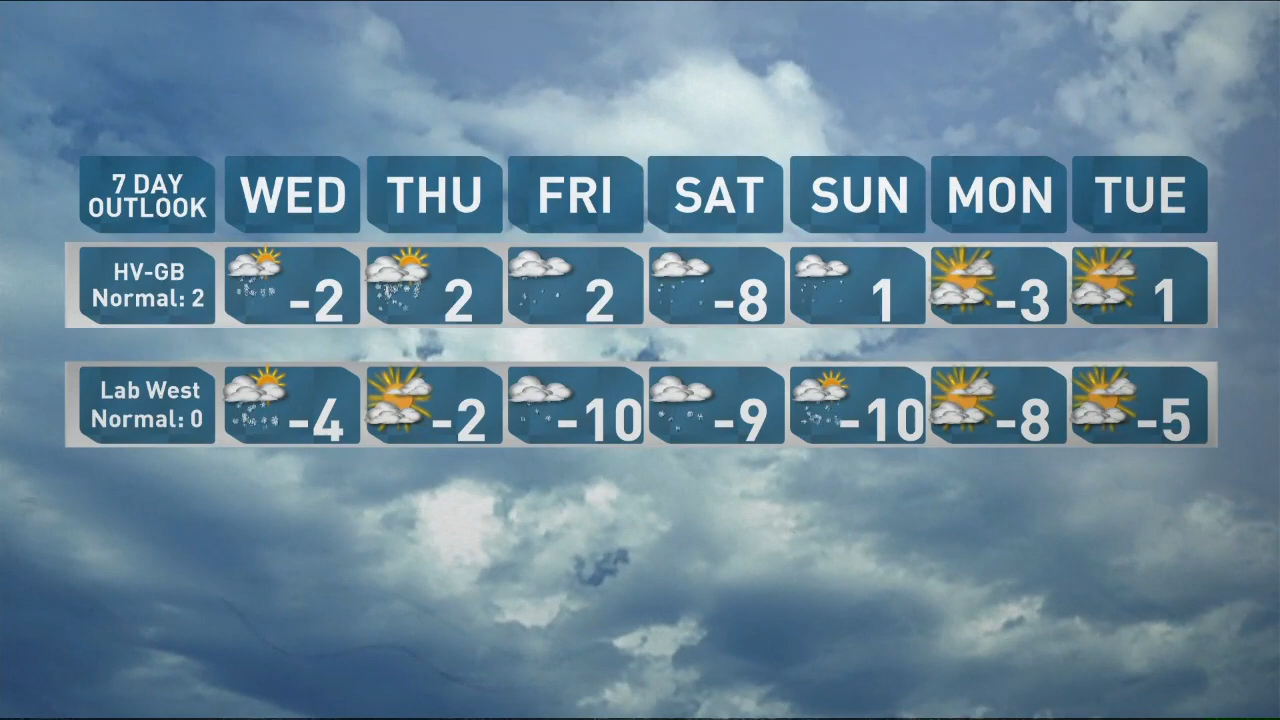 7 DAY
OUTLOOK
WED THU FRI SAT SUN MON TUE
HV-GB
Normal: 2
-2 2 2 -8 1 -3 1
Lab West
Normal: 0
-4 -2 -10 -9 -10 -8 -5